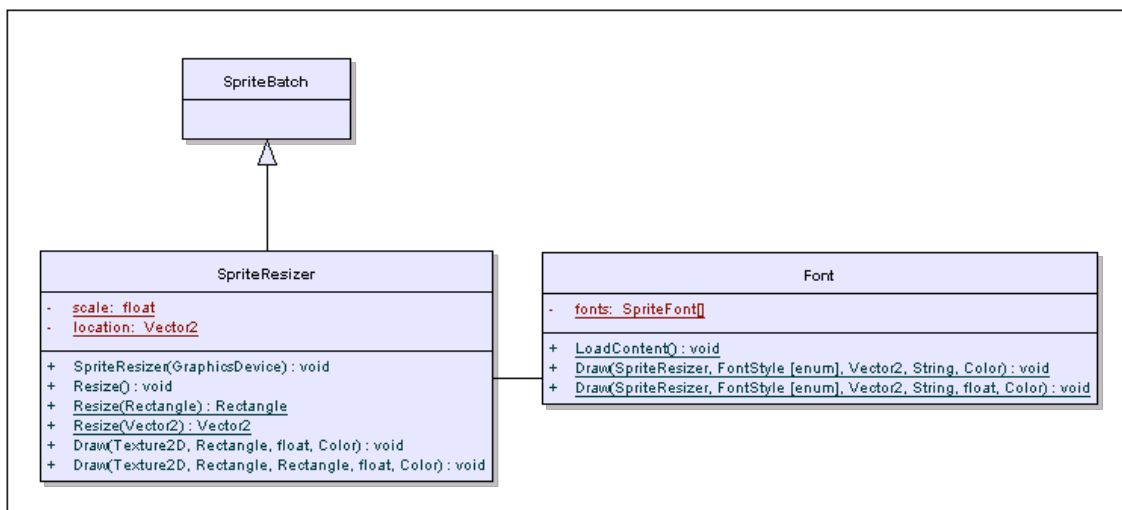 SpriteBatch
SpriteResizer
- scale: float
- location: Vector2
+ SpriteResizer(GraphicsDevice) : void
+ Resize() : void
+ Resize(Rectangle) : Rectangle
+ Resize(Vector2) : Vector2
+ Draw(Texture2D, Rectangle, float, Color) : void
+ Draw(Texture2D, Rectangle, Rectangle, float, Color) : void
Font
- fonts: SpriteFont[]
+ LoadContent() : void
+ Draw(SpriteResizer, FontStyle [enum], Vector2, String, Color) : void
+ Draw(SpriteResizer, FontStyle [enum], Vector2, String, float, Color) : void